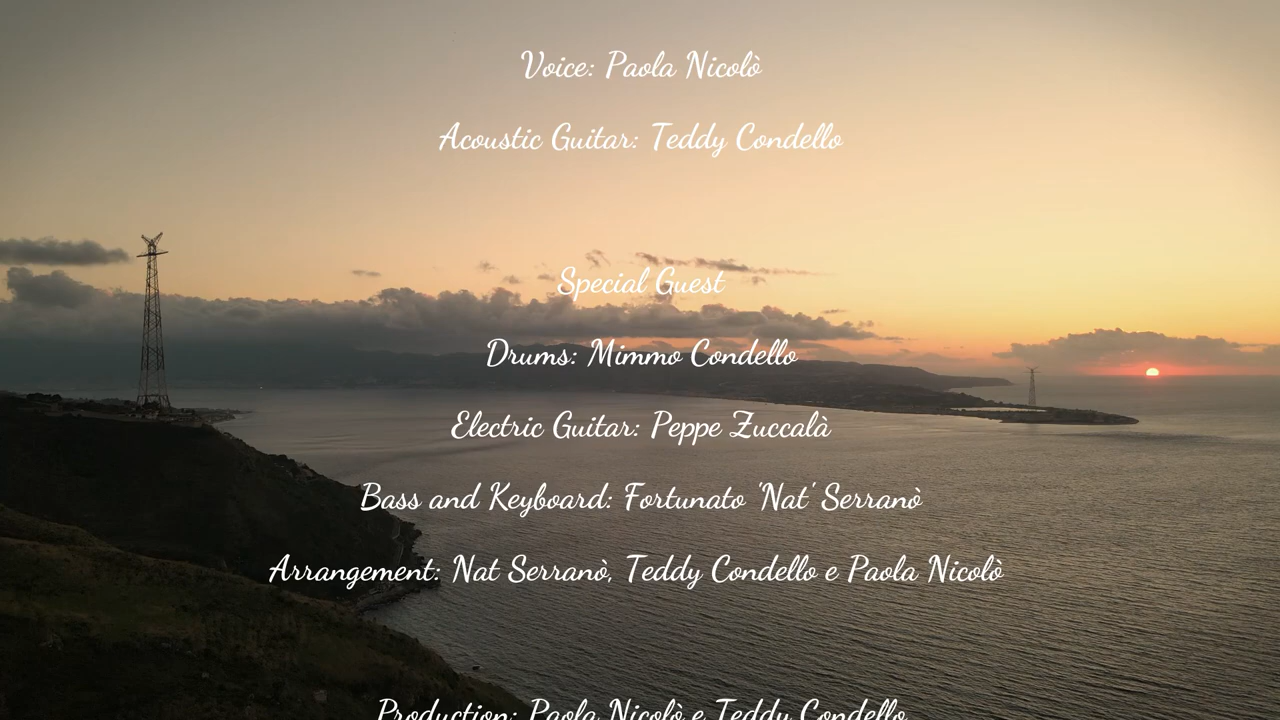 Voice: Paola Nicolò
Acoustic Guitar: Teddy Condello
Special Guest
Drums: Mimmo Condello
Electric Guitar: Peppe Zuccalà
Bass and Keyboard: Fortunato 'Nat' Serranò
Arrangement: Nat Serranò, Teddy Condello e Paola Nicolò
Production: Paola Nicolò e Teddy Condello